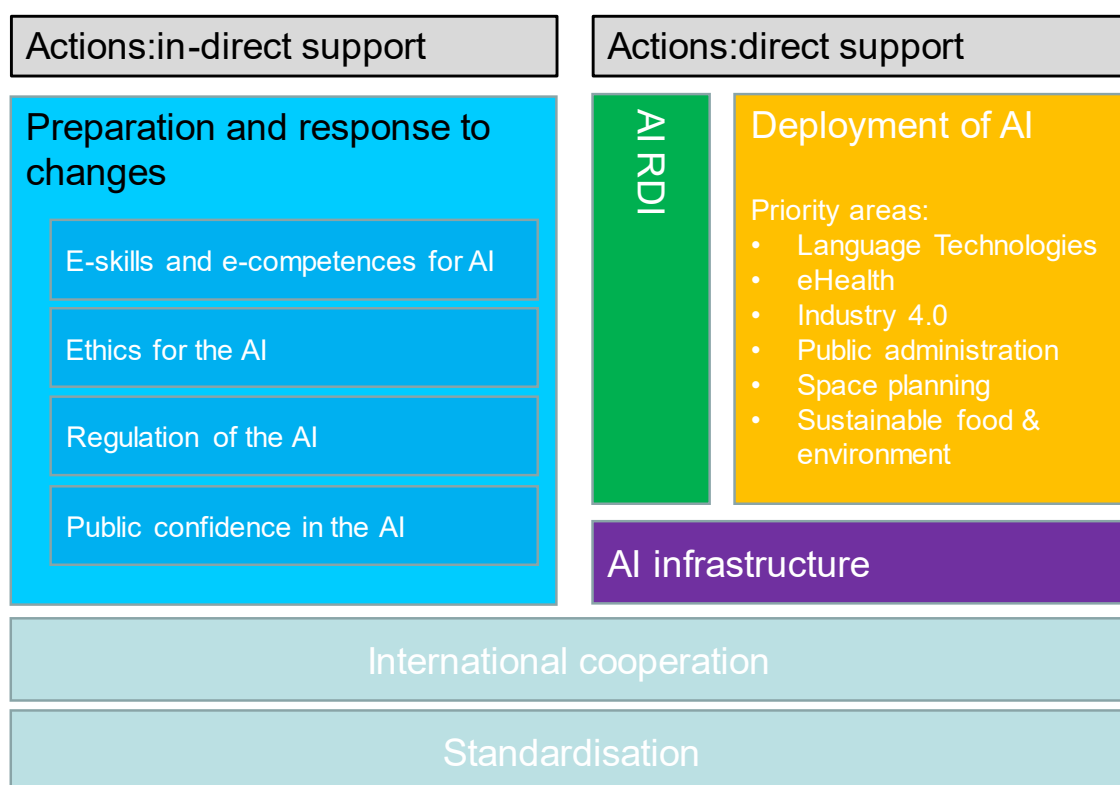 Actions:in-direct support
Preparation and response to
changes
E-skills and e-competences for AI
Ethics for the AI
Regulation of the AI
Public confidence in the AI
Actions:direct support
AI RDI
Deployment of AI
Priority areas:
• Language Technologies
• eHealth
• Industry 4.0
• Public administration
• Space planning
• Sustainable food &
environment
AI infrastructure
International cooperation
Standardisation